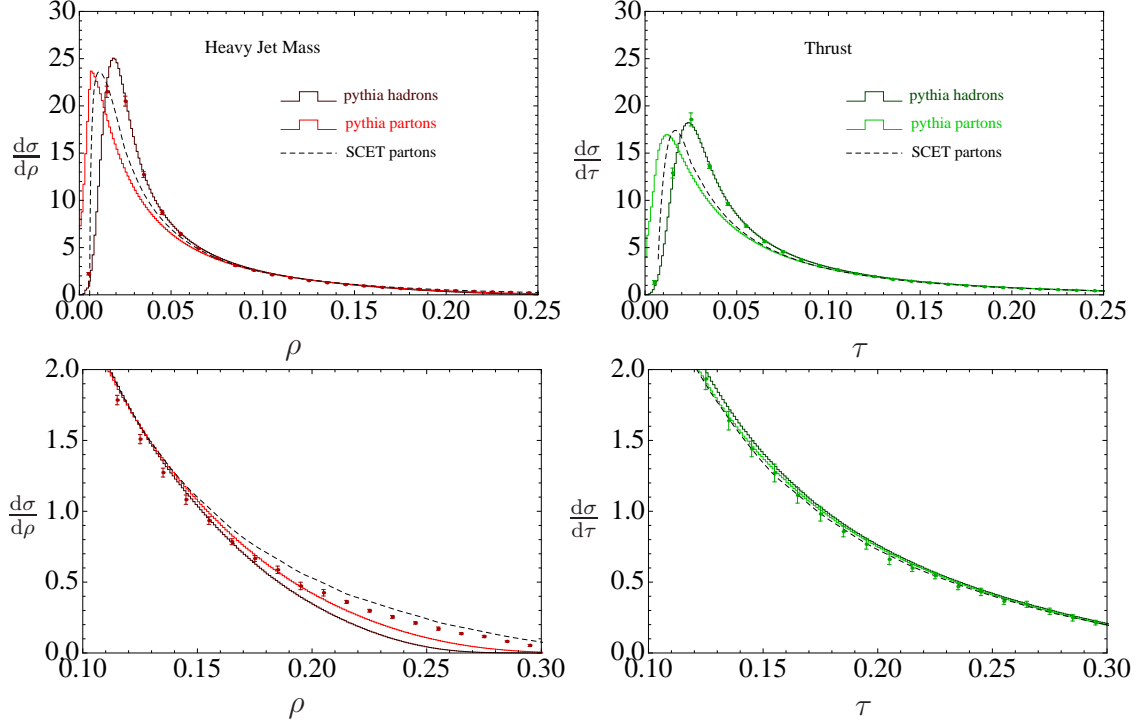 Heavy Jet Mass
pythia hadrons
pythia partons
SCET partons
dσ
dρ
30
25
20
15
10
5
0
0.00 0.05 0.10 0.15 0.20 0.25
ρ
Thrust
pythia hadrons
pythia partons
SCET partons
dσ
dτ
30
25
20
15
10
5
0
0.00 0.05 0.10 0.15 0.20 0.25
τ
2.0
1.5
1.0
0.5
0.0
dσ
dρ
0.10 0.15 0.20 0.25 0.30
ρ
2.0
1.5
1.0
0.5
0.0
dσ
dτ
0.10 0.15 0.20 0.25 0.30
τ